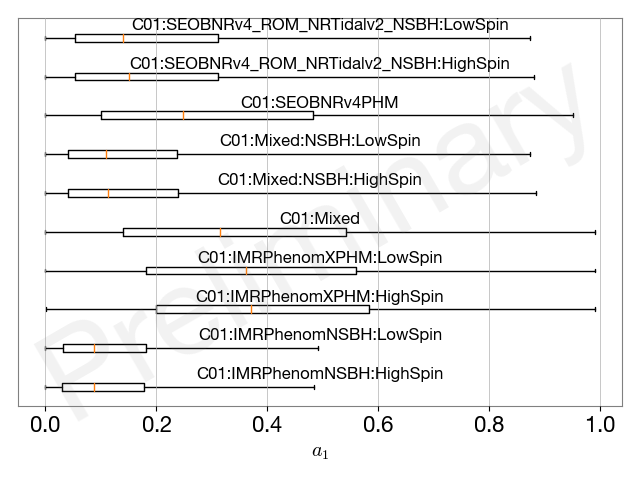 C01:SEOBNRv4_ROM_NRTidalv2_NSBH:LowSpin
C01:SEOBNRv4_ROM_NRTidalv2_NSBH:HighSpin
C01:SEOBNRv4PHM
C01:Mixed:NSBH:LowSpin
C01:Mixed:NSBH:HighSpin
C01:Mixed
C01:IMRPhenomXPHM:LowSpin
C01:IMRPhenomXPHM:HighSpin
C01:IMRPhenomNSBH:LowSpin
C01:IMRPhenomNSBH:HighSpin
Preliminary
0.0 0.2 0.4 0.6 0.8 1.0
a₁